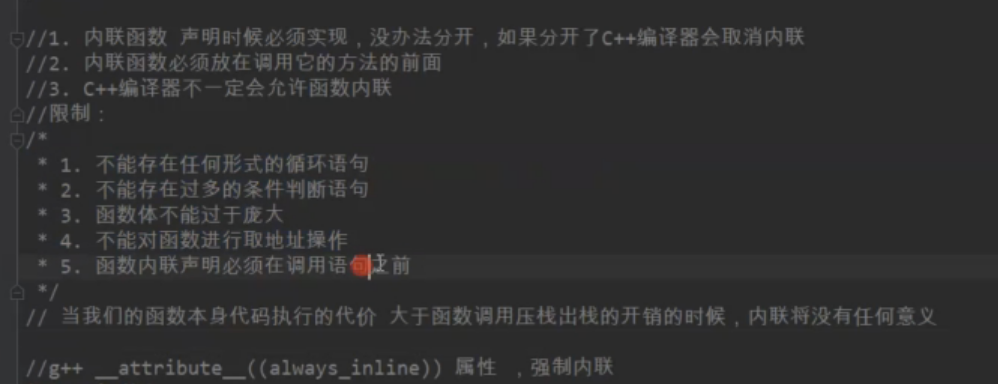 //1. 内联函数 声明时候必须实现，没办法分开，如果分开了C++编译器会取消内联
//2. 内联函数必须放在调用它的方法的前面
//3. C++编译器不一定会允许函数内联
//限制：
/*
* 1. 不能存在任何形式的循环语句
* 2. 不能存在过多的条件判断语句
* 3. 函数体不能过于庞大
* 4. 不能对函数进行取地址操作
* 5. 函数内联声明必须在调用语句之前
*/
// 当我们的函数本身代码执行的代价 大于函数调用压栈出栈的开销的时候，内联将没有任何意义
//g++ __attribute__((always_inline)) 属性 ，强制内联